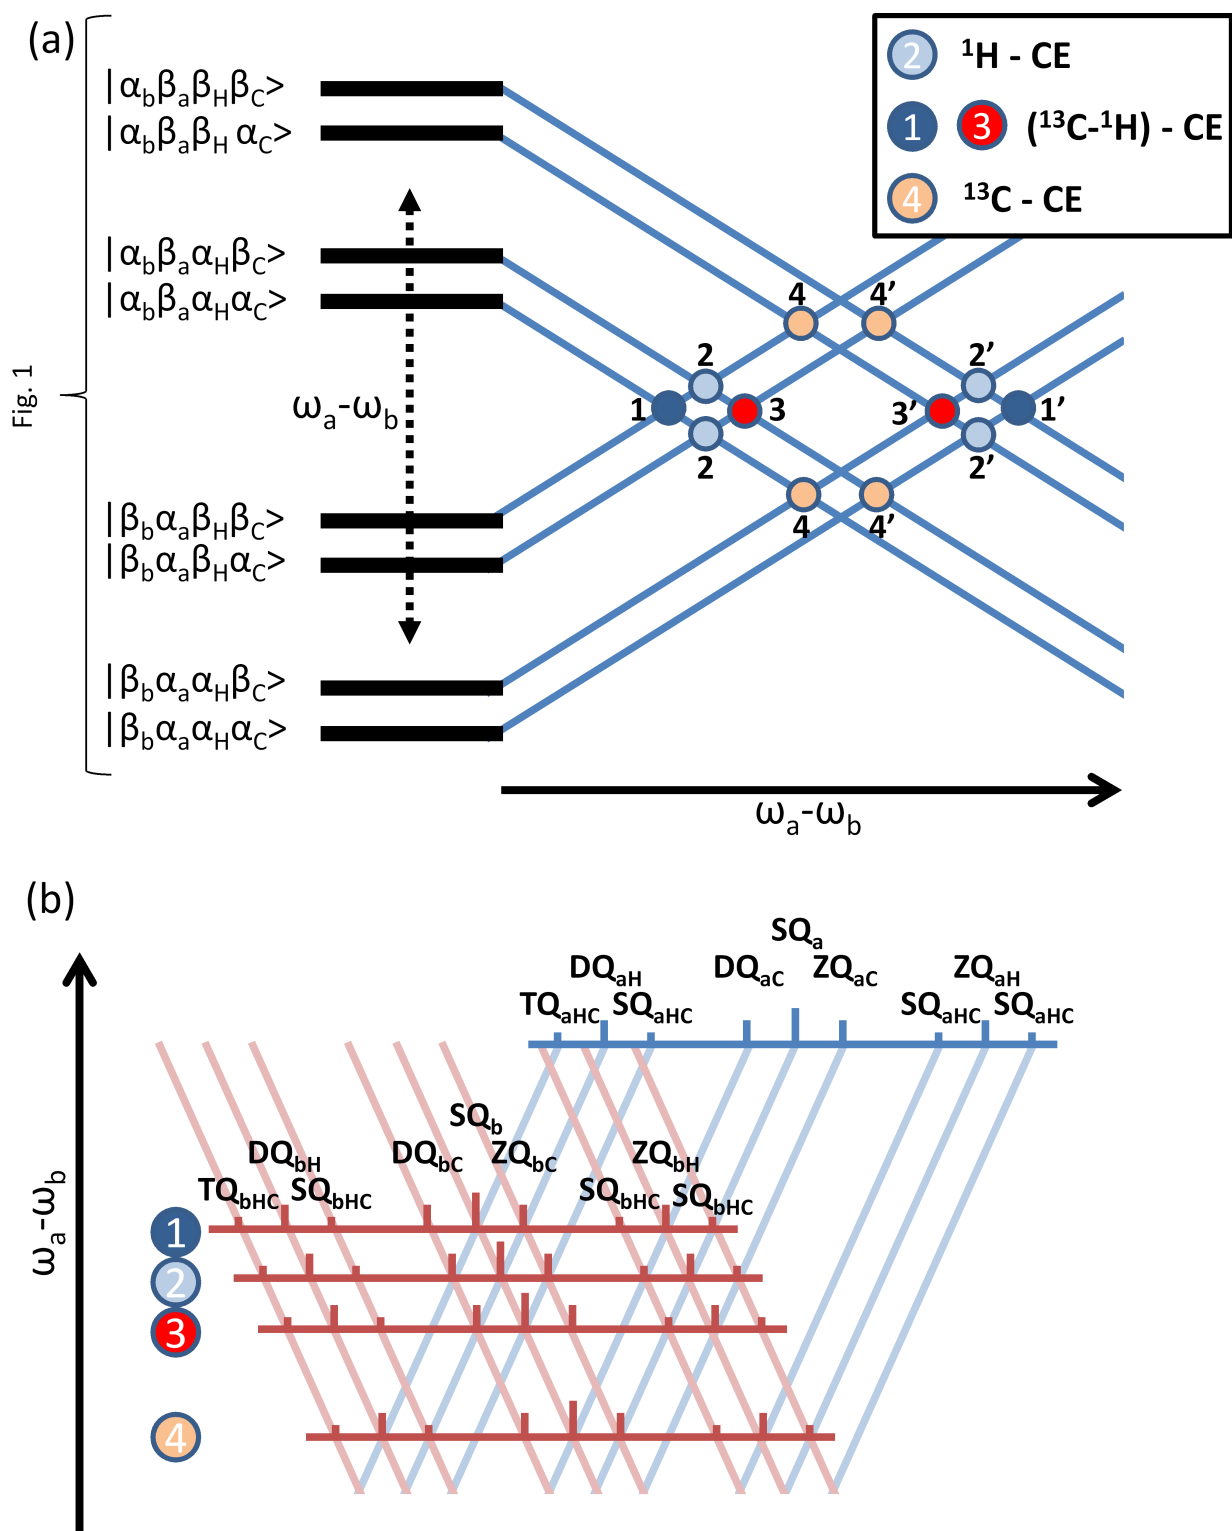 (a)
2 ¹H - CE
1 3 (¹³C-¹H) - CE
4 ¹³C - CE
|α_bβ_aβ_Hβ_C>
|α_bβ_aβ_H α_C>
|α_bβ_aα_Hβ_C>
|α_bβ_aα_Hα_C>
4 4’
2 2’
Fig. 1
ω_a-ω_b
1 3 3’ 1’
2 2’
|β_bα_aβ_Hβ_C>
4 4’
|β_bα_aβ_Hα_C>
|β_bα_aα_Hβ_C>
|β_bα_aα_Hα_C>
ω_a-ω_b
(b)
SQ_a
DQ_aH DQ_aC ZQ_aC ZQ_aH
TQ_aHC SQ_aHC SQ_aHC SQ_aHC
SQ_b
DQ_bH DQ_bC ZQ_bC ZQ_bH
TQ_bHC SQ_bHC SQ_bHC SQ_bHC
ω_a-ω_b
1
2
3
4